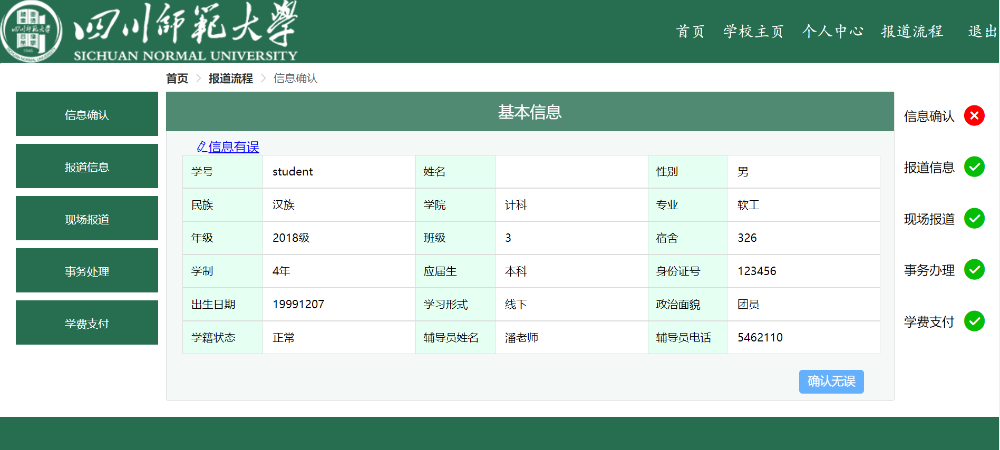 四川師範大學
SICHUAN NORMAL UNIVERSITY
1946
首页 学校主页 个人中心 报道流程 退出
首页 > 报道流程 > 信息确认
信息确认
报道信息
现场报道
事务处理
学费支付
基本信息
信息有误
学号 student 姓名 性别 男
民族 汉族 学院 计科 专业 软工
年级 2018级 班级 3 宿舍 326
学制 4年 应届生 本科 身份证号 123456
出生日期 19991207 学习形式 线下 政治面貌 团员
学籍状态 正常 辅导员姓名 潘老师 辅导员电话 5462110
确认无误
信息确认
报道信息
现场报道
事务办理
学费支付